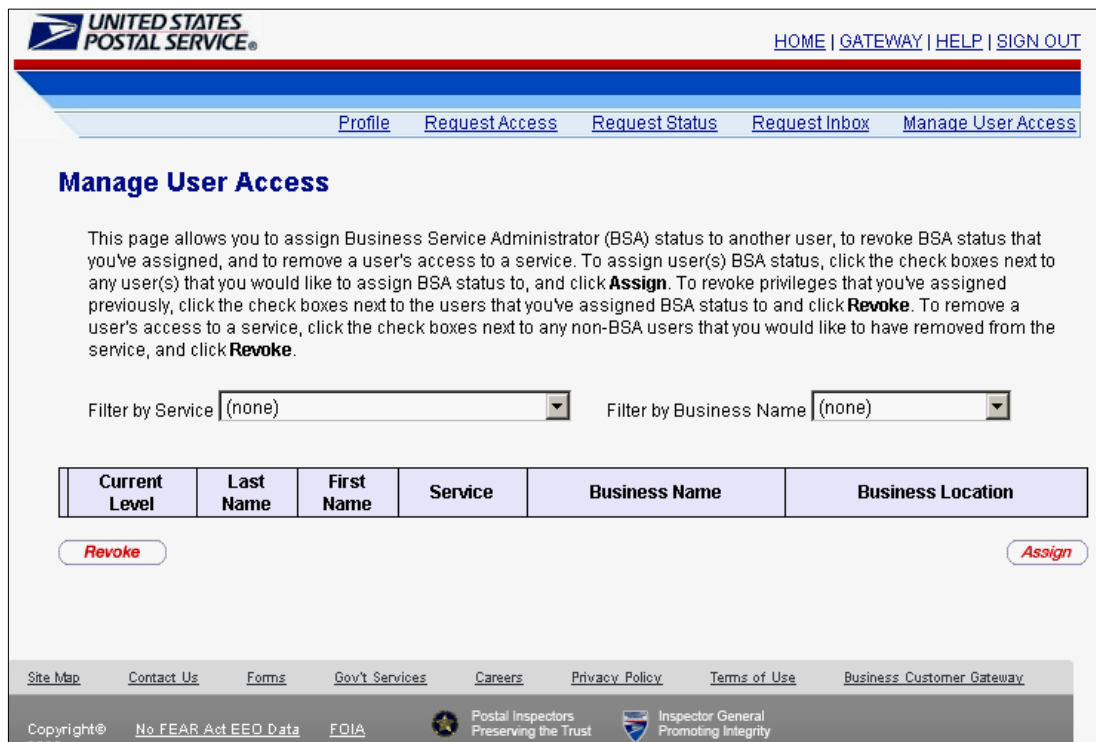 UNITED STATES
POSTAL SERVICE®
HOME | GATEWAY | HELP | SIGN OUT
Profile Request Access Request Status Request Inbox Manage User Access
Manage User Access
This page allows you to assign Business Service Administrator (BSA) status to another user, to revoke BSA status that
you've assigned, and to remove a user's access to a service. To assign user(s) BSA status, click the check boxes next to
any user(s) that you would like to assign BSA status to, and click Assign. To revoke privileges that you've assigned
previously, click the check boxes next to the users that you've assigned BSA status to and click Revoke. To remove a
user's access to a service, click the check boxes next to any non-BSA users that you would like to have removed from the
service, and click Revoke.
Filter by Service (none) Filter by Business Name (none)
Current Level Last Name First Name Service Business Name Business Location
Revoke Assign
Site Map Contact Us Forms Gov't Services Careers Privacy Policy Terms of Use Business Customer Gateway
Copyright© No FEAR Act EEO Data FOIA Postal Inspectors Preserving the Trust Inspector General Promoting Integrity